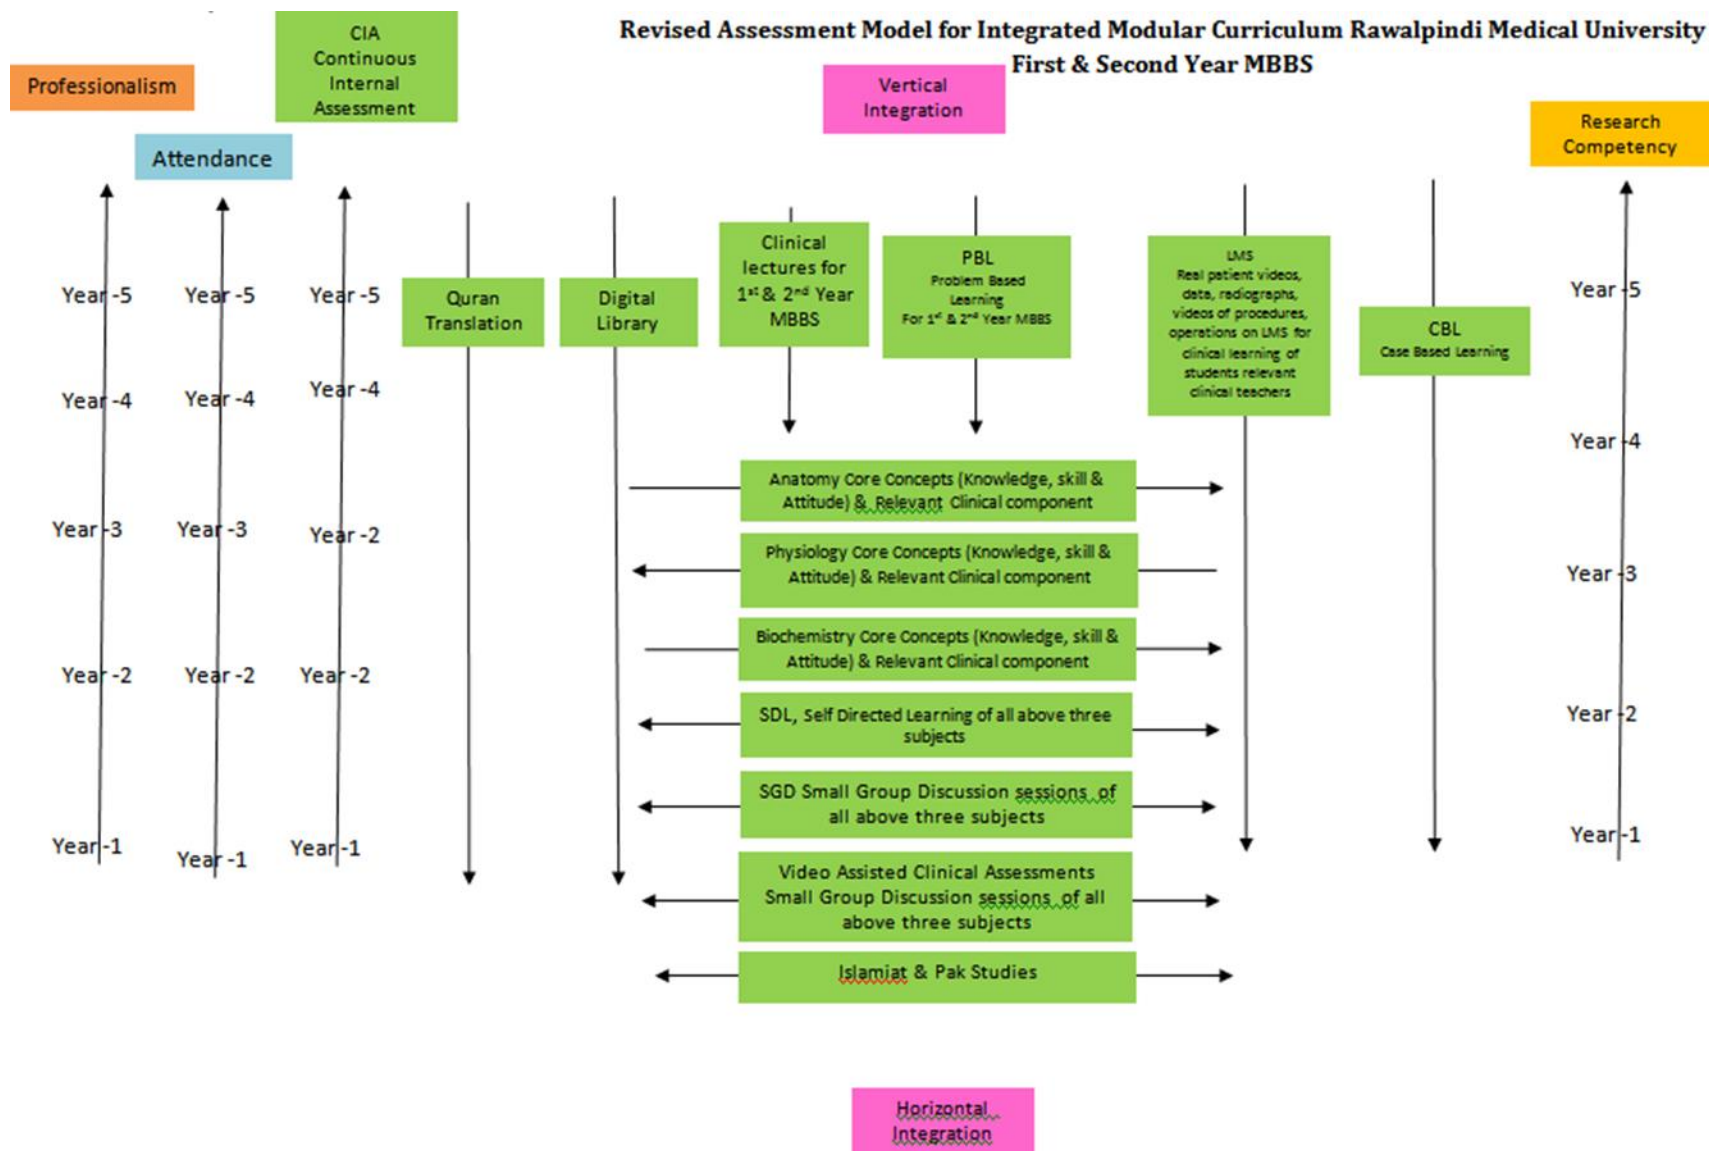 Revised Assessment Model for Integrated Modular Curriculum Rawalpindi Medical University
First & Second Year MBBS
Professionalism
Attendance
CIA
Continuous
Internal
Assessment
Vertical
Integration
Research
Competency
Year -5
Year -4
Year -3
Year -2
Year -1
Year -5
Year -4
Year -3
Year -2
Year -1
Year -5
Year -4
Year -2
Year -2
Year -1
Quran
Translation
Digital
Library
Clinical
lectures for
1st & 2nd Year
MBBS
PBL
Problem Based
Learning
For 1st & 2nd Year MBBS
LMS
Real patient videos,
data, radiographs,
videos of procedures,
operations on LMS for
clinical learning of
students relevant
clinical teachers
CBL
Case Based Learning
Year -5
Year -4
Year -3
Year -2
Year -1
Anatomy Core Concepts (Knowledge, skill &
Attitude) & Relevant Clinical component
Physiology Core Concepts (Knowledge, skill &
Attitude) & Relevant Clinical component
Biochemistry Core Concepts (Knowledge, skill &
Attitude) & Relevant Clinical component
SDL, Self Directed Learning of all above three
subjects
SGD Small Group Discussion sessions of
all above three subjects
Video Assisted Clinical Assessments
Small Group Discussion sessions of all
above three subjects
Islamiat & Pak Studies
Horizontal
Integration